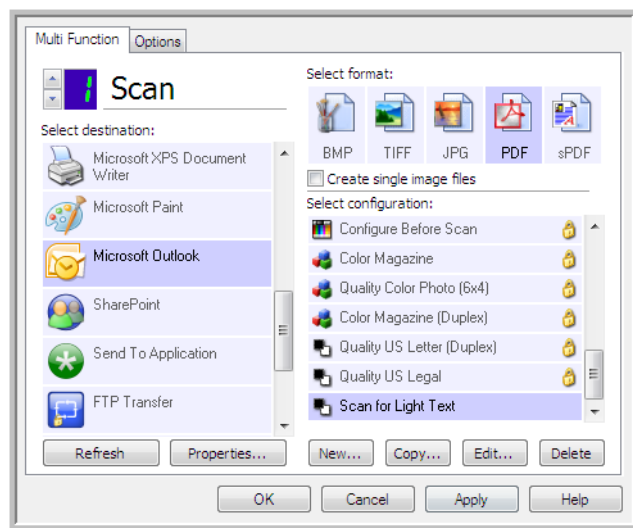 Multi Function
Options
1
Scan
Select destination:
Microsoft XPS Document
Writer
Microsoft Paint
Microsoft Outlook
SharePoint
Send To Application
FTP Transfer
Refresh
Properties...
Select format:
BMP
TIFF
JPG
PDF
sPDF
Create single image files
Select configuration:
Configure Before Scan
Color Magazine
Quality Color Photo (6x4)
Color Magazine (Duplex)
Quality US Letter (Duplex)
Quality US Legal
Scan for Light Text
New...
Copy...
Edit...
Delete
OK
Cancel
Apply
Help